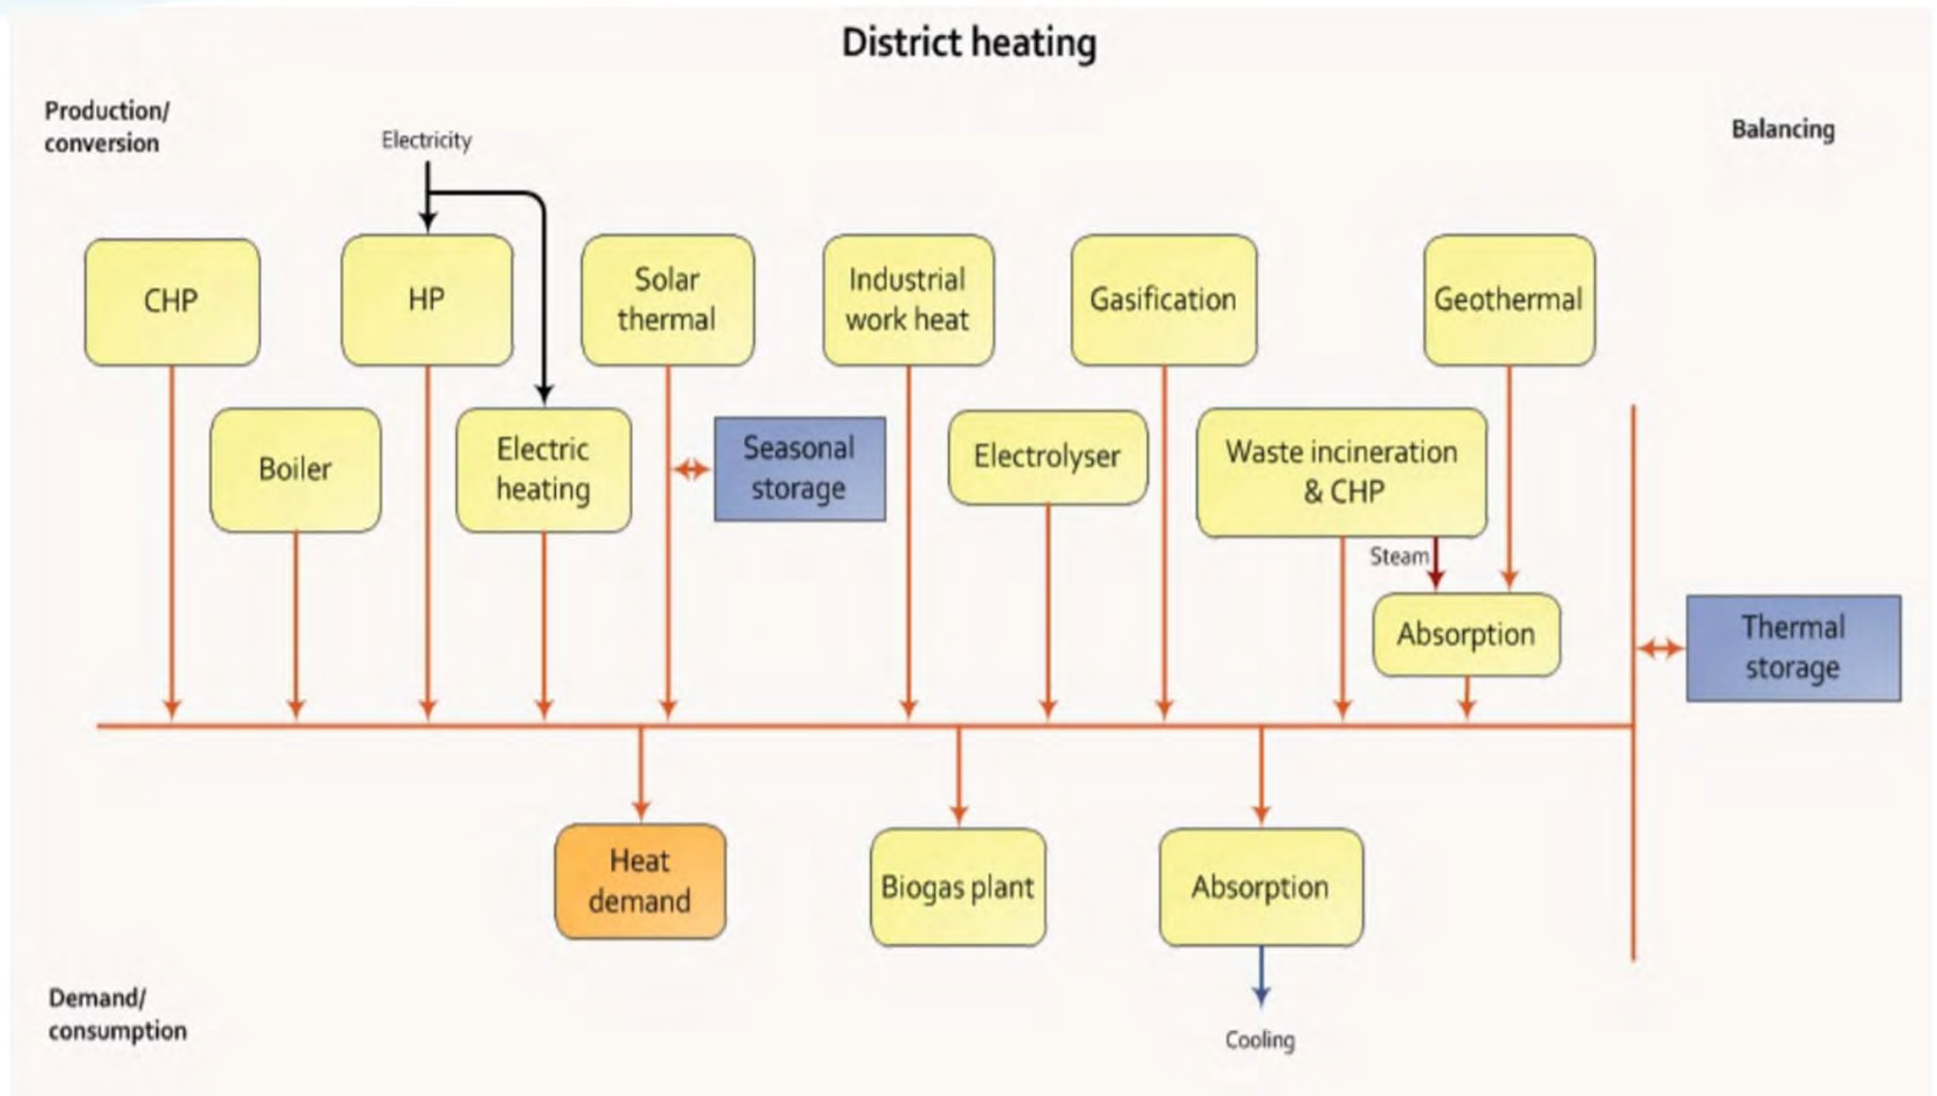 District heating
Production/
conversion
Electricity
Balancing
CHP
HP
Solar
thermal
Industrial
work heat
Gasification
Geothermal
Boiler
Electric
heating
Seasonal
storage
Electrolyser
Waste incineration
& CHP
Steam
Absorption
Thermal
storage
Heat
demand
Biogas plant
Absorption
Demand/
consumption
Cooling